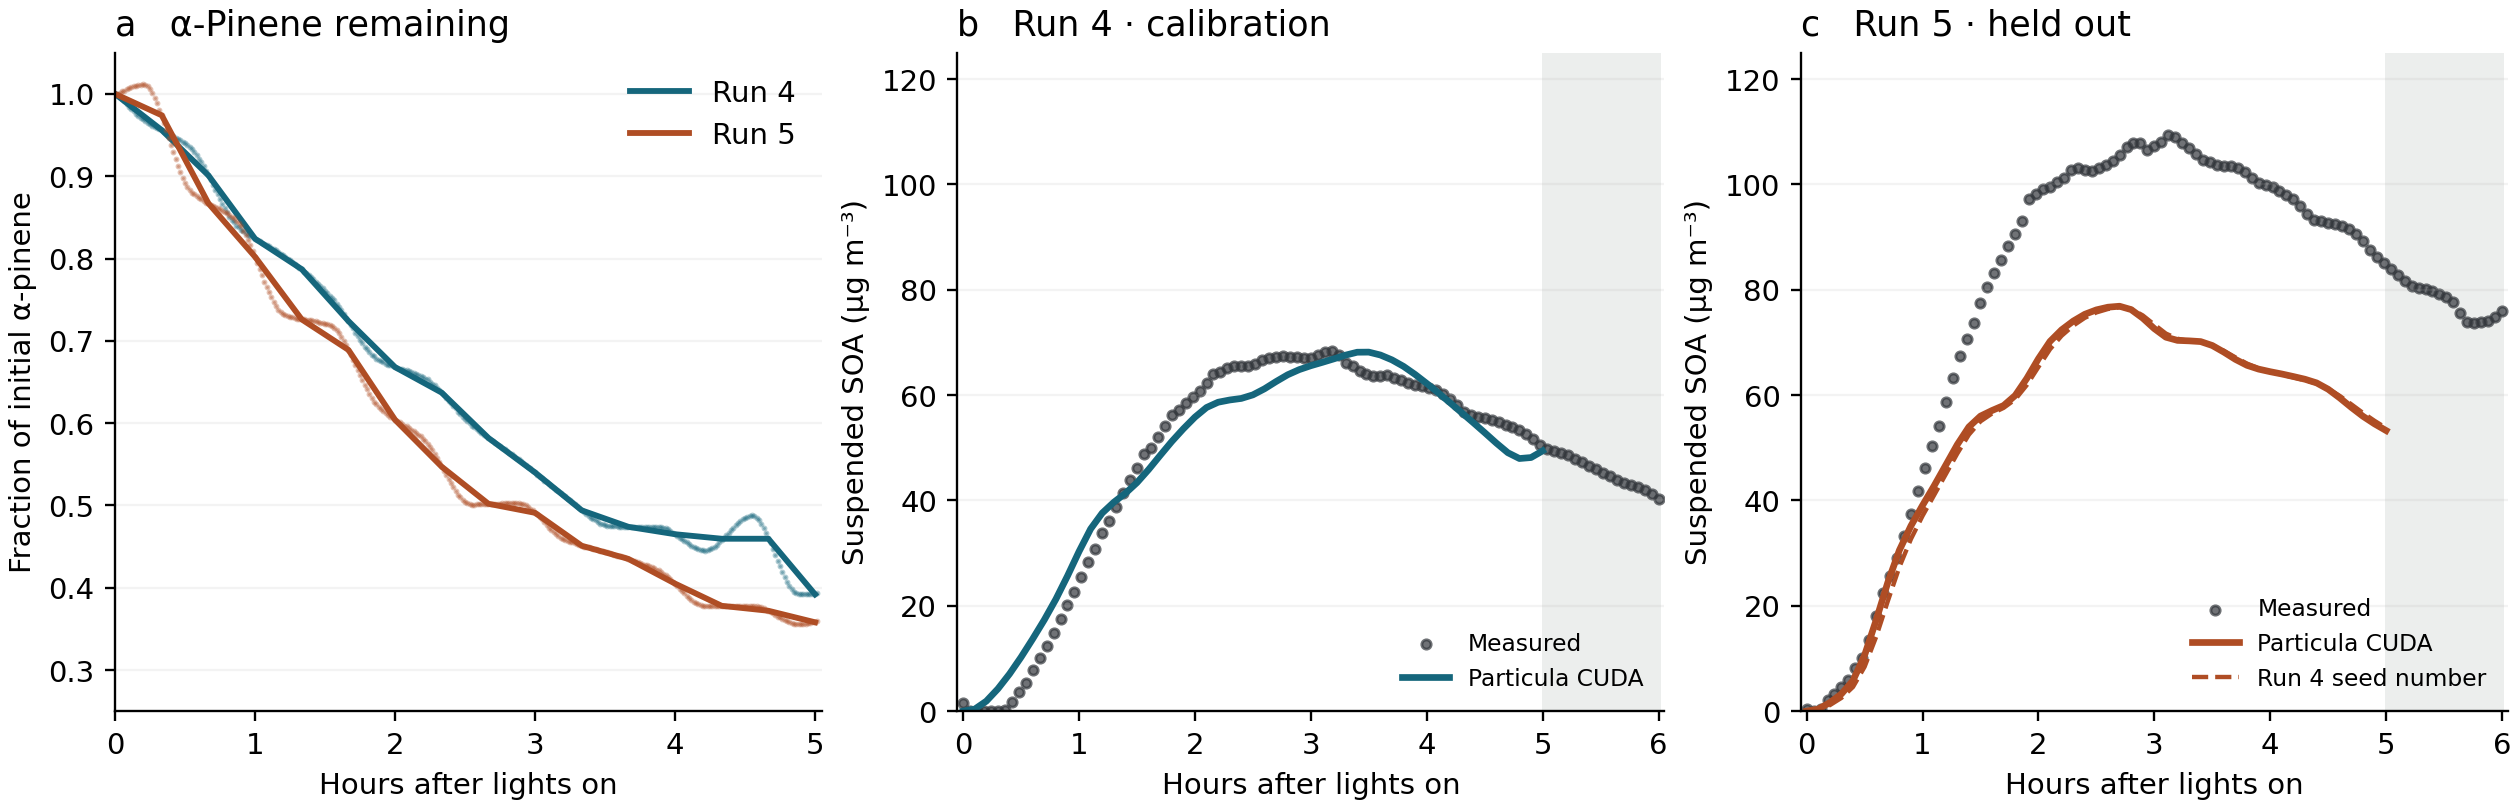 a α-Pinene remaining
Fraction of initial α-pinene
1.0
0.9
0.8
0.7
0.6
0.5
0.4
0.3
Run 4
Run 5
0 1 2 3 4 5
Hours after lights on
b Run 4 · calibration
Suspended SOA (µg m⁻³)
120
100
80
60
40
20
0
Measured
Particula CUDA
0 1 2 3 4 5 6
Hours after lights on
c Run 5 · held out
Suspended SOA (µg m⁻³)
120
100
80
60
40
20
0
Measured
Particula CUDA
Run 4 seed number
0 1 2 3 4 5 6
Hours after lights on